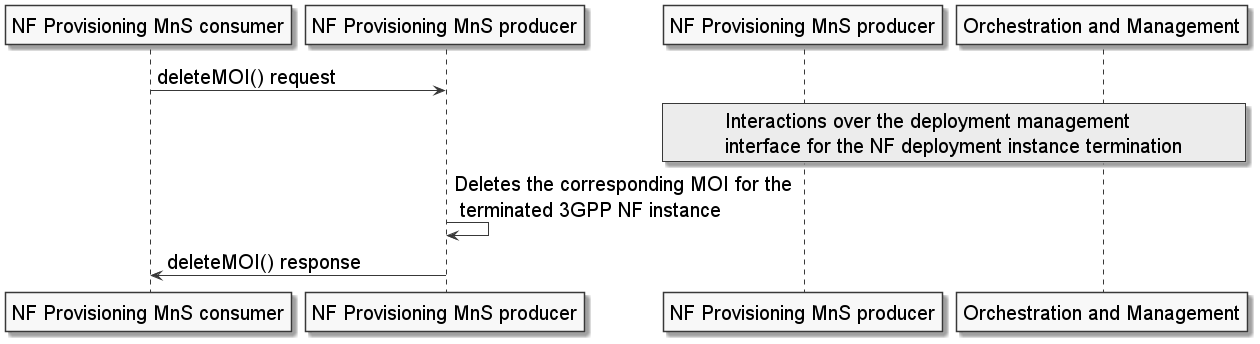 NF Provisioning MnS consumer
NF Provisioning MnS producer
NF Provisioning MnS producer
Orchestration and Management
deleteMOI() request
Interactions over the deployment management
interface for the NF deployment instance termination
Deletes the corresponding MOI for the
terminated 3GPP NF instance
deleteMOI() response
NF Provisioning MnS consumer
NF Provisioning MnS producer
NF Provisioning MnS producer
Orchestration and Management